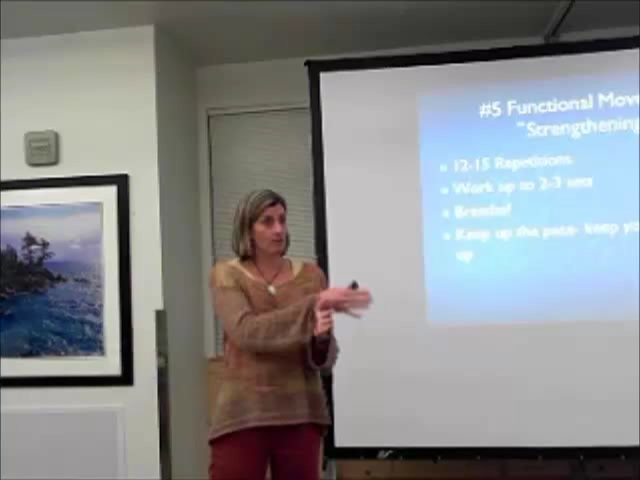 #5 Functional Move
"Strengthening
12-15 Repetitions
Work up to 2-3 sets
Breathe!
Keep up the pace- keep yo
up